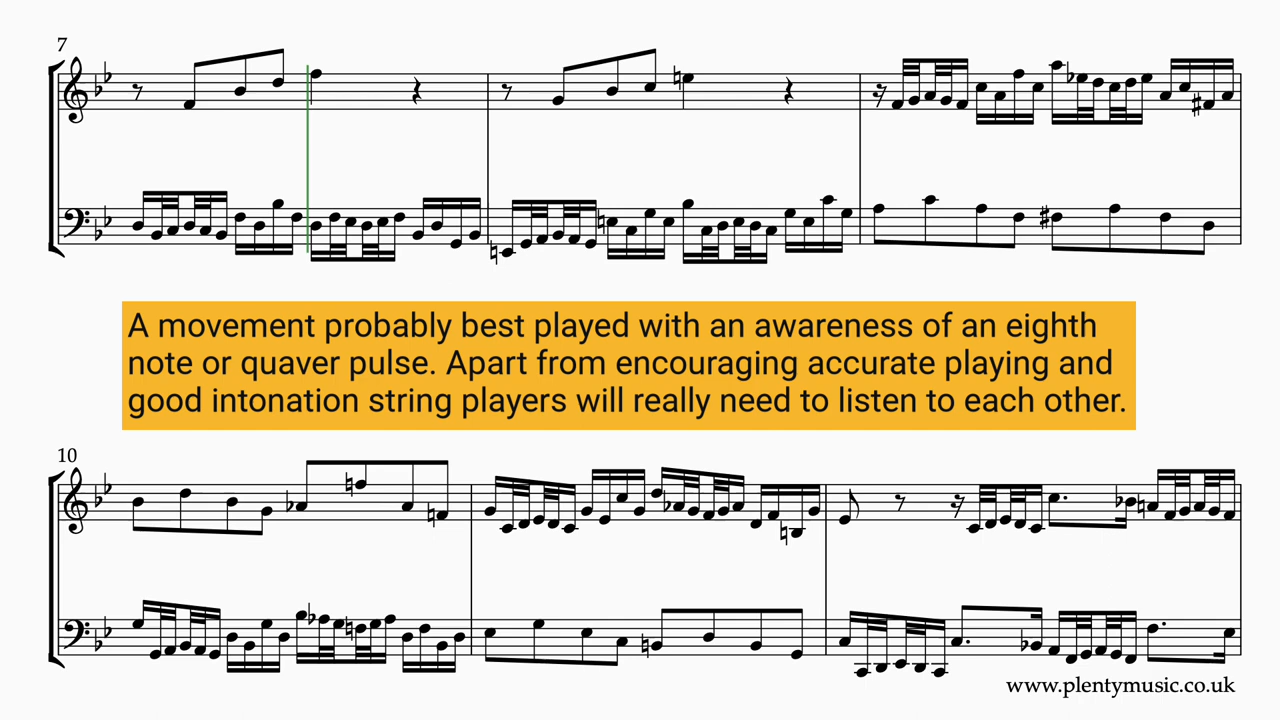 7
A movement probably best played with an awareness of an eighth
note or quaver pulse. Apart from encouraging accurate playing and
good intonation string players will really need to listen to each other.
10
www.plentymusic.co.uk